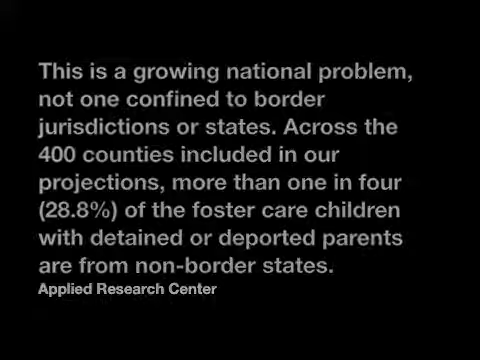 This is a growing national problem,
not one confined to border
jurisdictions or states. Across the
400 counties included in our
projections, more than one in four
(28.8%) of the foster care children
with detained or deported parents
are from non-border states.
Applied Research Center